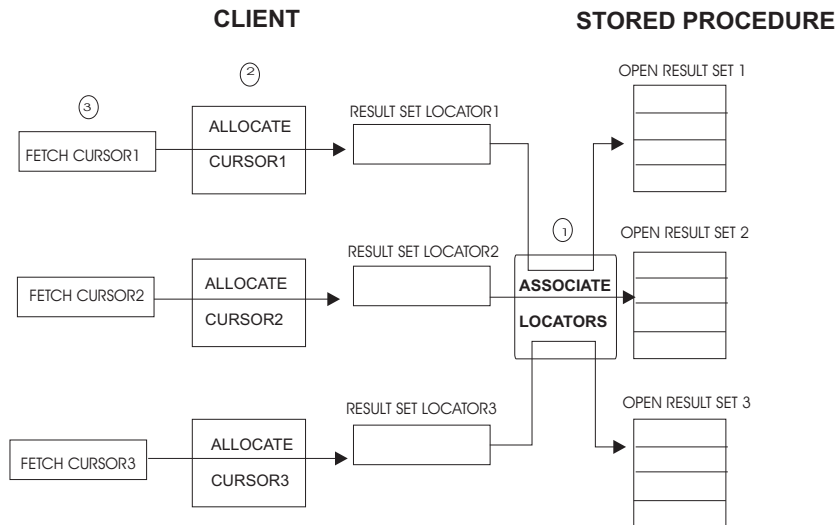 CLIENT
STORED PROCEDURE
2
3
OPEN RESULT SET 1
RESULT SET LOCATOR1
ALLOCATE
CURSOR1
FETCH CURSOR1
1
OPEN RESULT SET 2
RESULT SET LOCATOR2
ALLOCATE
CURSOR2
FETCH CURSOR2
ASSOCIATE
LOCATORS
OPEN RESULT SET 3
RESULT SET LOCATOR3
ALLOCATE
CURSOR3
FETCH CURSOR3